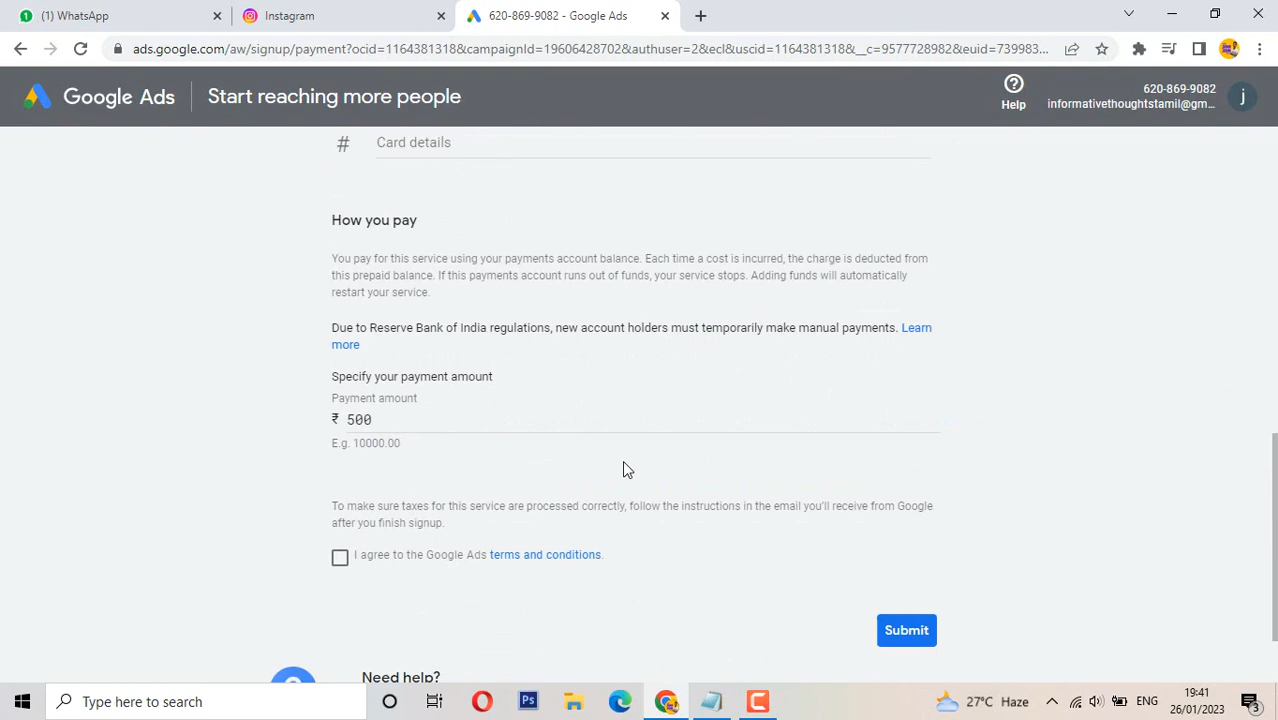 (1) WhatsApp
Instagram
620-869-9082 - Google Ads
ads.google.com/aw/signup/payment?ocid=1164381318&campaignId=19606428702&authuser=2&ecl&uscid=1164381318&__c=9577728982&euid=739983...
Google Ads
Start reaching more people
Help
620-869-9082
informativethoughtstamil@gm...
j
# Card details
How you pay
You pay for this service using your payments account balance. Each time a cost is incurred, the charge is deducted from
this prepaid balance. If this payments account runs out of funds, your service stops. Adding funds will automatically
restart your service.
Due to Reserve Bank of India regulations, new account holders must temporarily make manual payments. Learn
more
Specify your payment amount
Payment amount
₹ 500
E.g. 10000.00
To make sure taxes for this service are processed correctly, follow the instructions in the email you'll receive from Google
after you finish signup.
I agree to the Google Ads terms and conditions.
Submit
Need help?
Type here to search
Ps
27°C Haze
ENG
19:41
26/01/2023
3